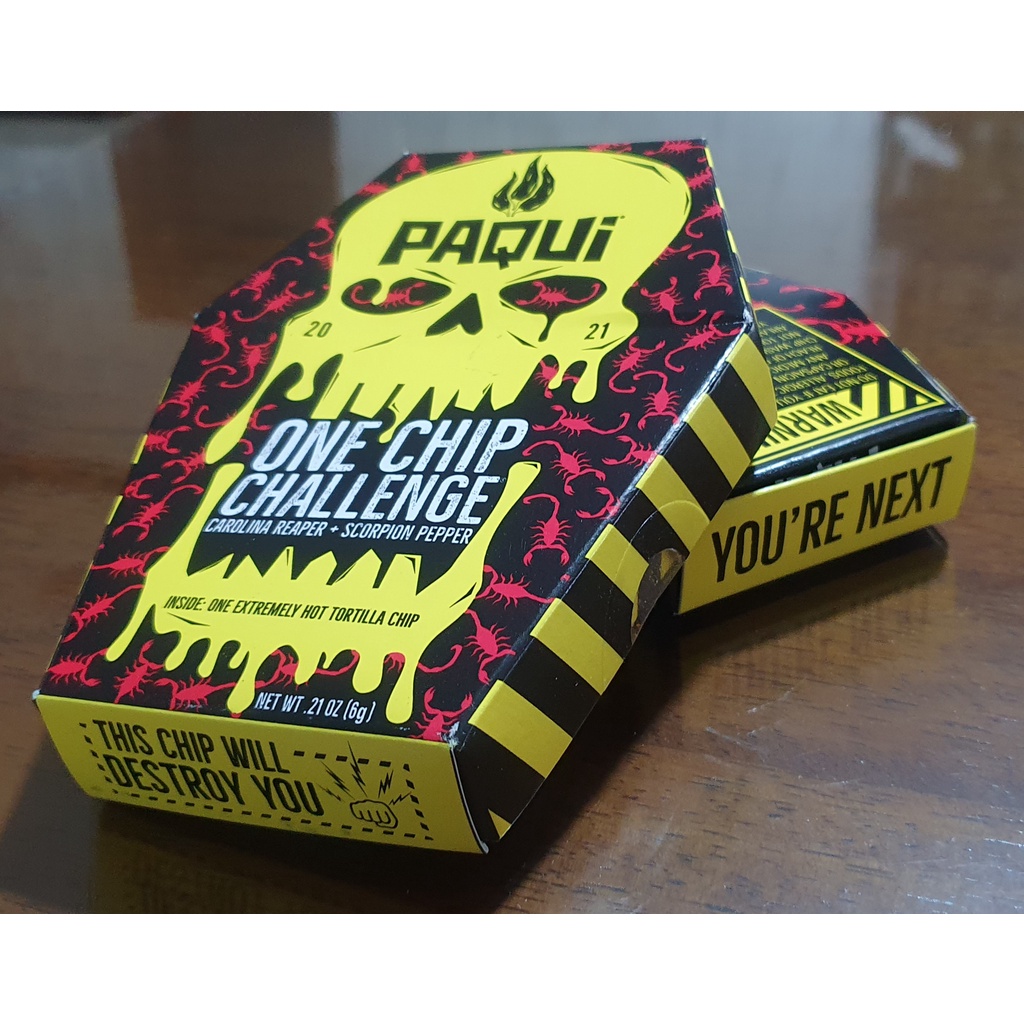 PAQUI
20 21
ONE CHIP
CHALLENGE
CAROLINA REAPER + SCORPION PEPPER
INSIDE: ONE EXTREMELY HOT TORTILLA CHIP
NET WT .21 OZ (6g)
THIS CHIP WILL
DESTROY YOU
YOU'RE NEXT